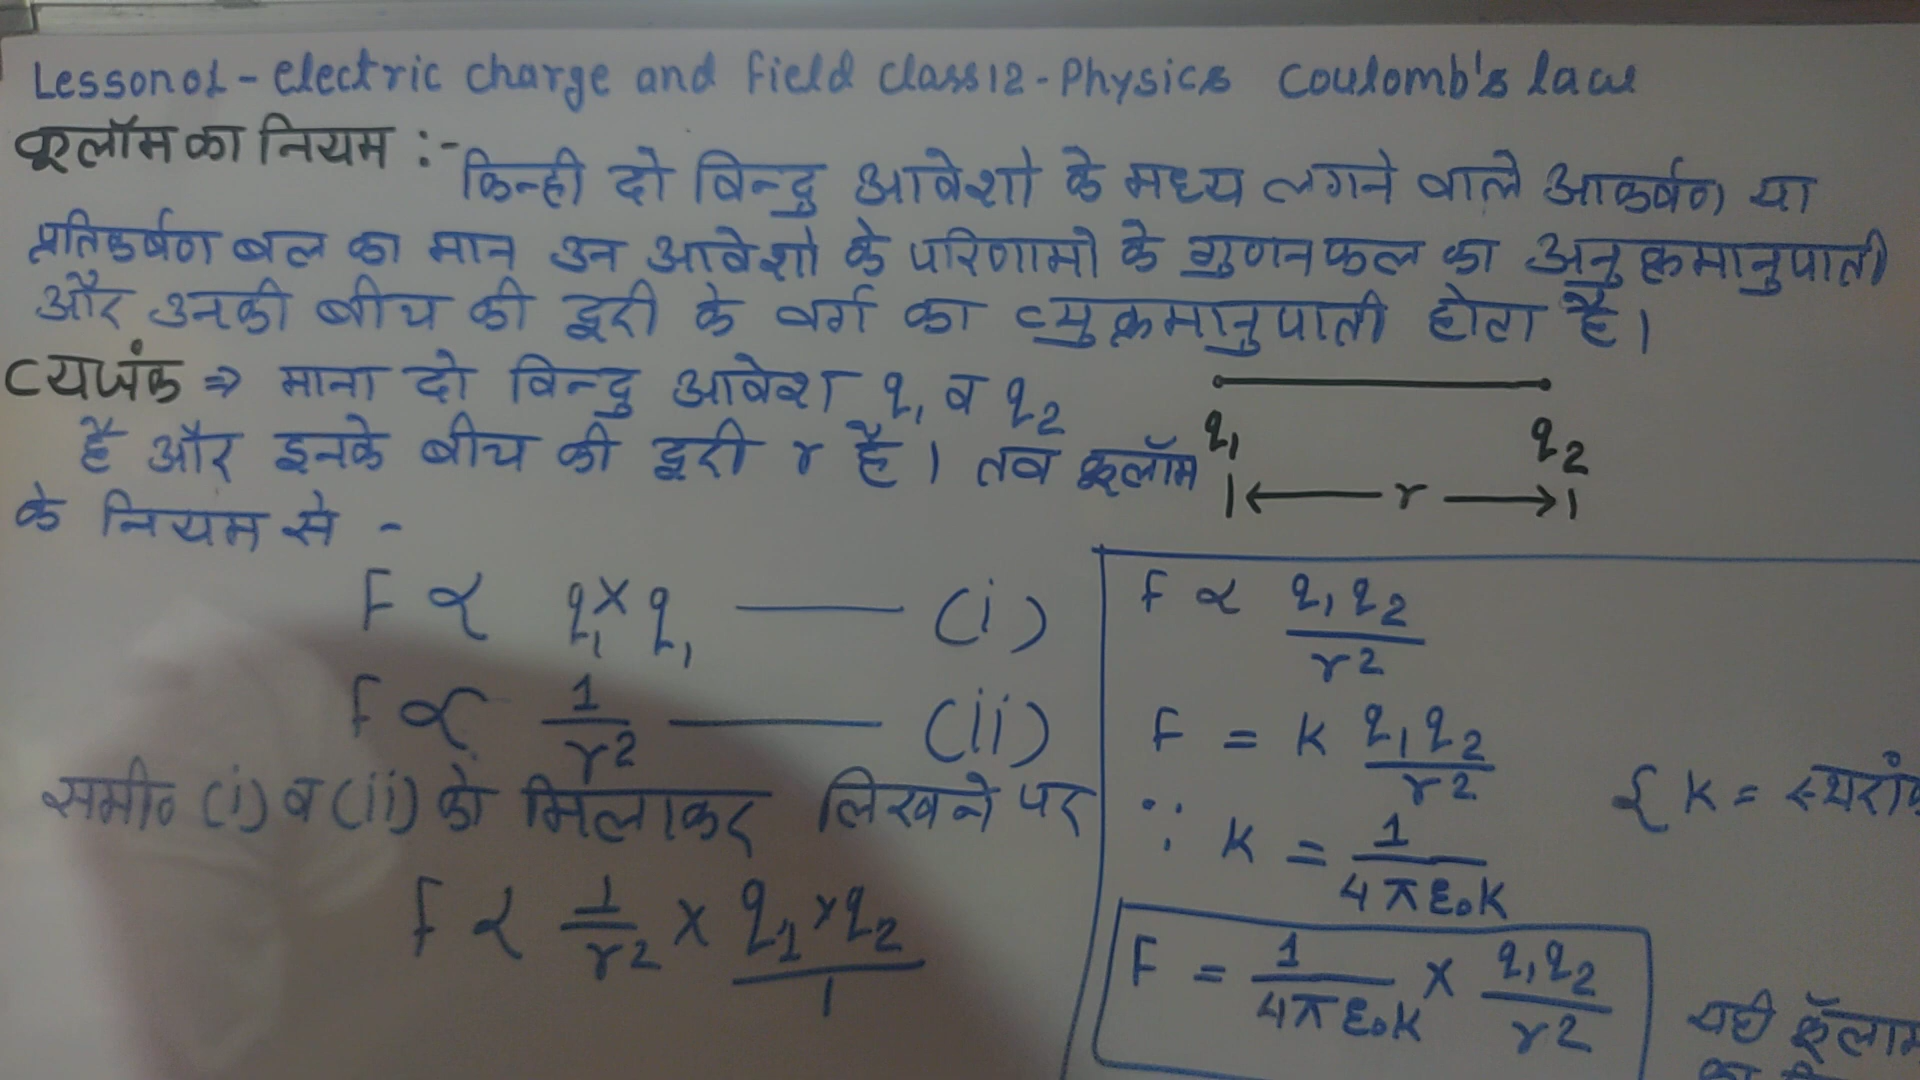 Lesson01 - Electric Charge and Field Class12 - Physics Coulomb's law
कूलॉम का नियम :-
किन्ही दो विन्दु आवेशो के मध्य लगने वाले आकर्षण या
प्रतिकर्षण बल का मान उन आवेशो के परिणामो के गुणनफल का अनुक्रमानुपाती
और उनकी बीच की दूरी के वर्ग का व्युत्क्रमानुपाती होता है।
व्यजंक ⇒ माना दो विन्दु आवेश q₁ व q₂
है और इनके बीच की दूरी r है। तब कूलॉम
के नियम से -
q₁ q₂
r
F ∝ q₁ × q₁ —— (i)
F ∝ 1/r² —— (ii)
समी० (i) व (ii) को मिलाकर लिखने पर
F ∝ 1/r² × q₁×q₂/1
F ∝ q₁q₂/r²
F = K q₁q₂/r² { K =
∵ K = 1/4πε₀K
F = 1/4πε₀K × q₁q₂/r²
यही